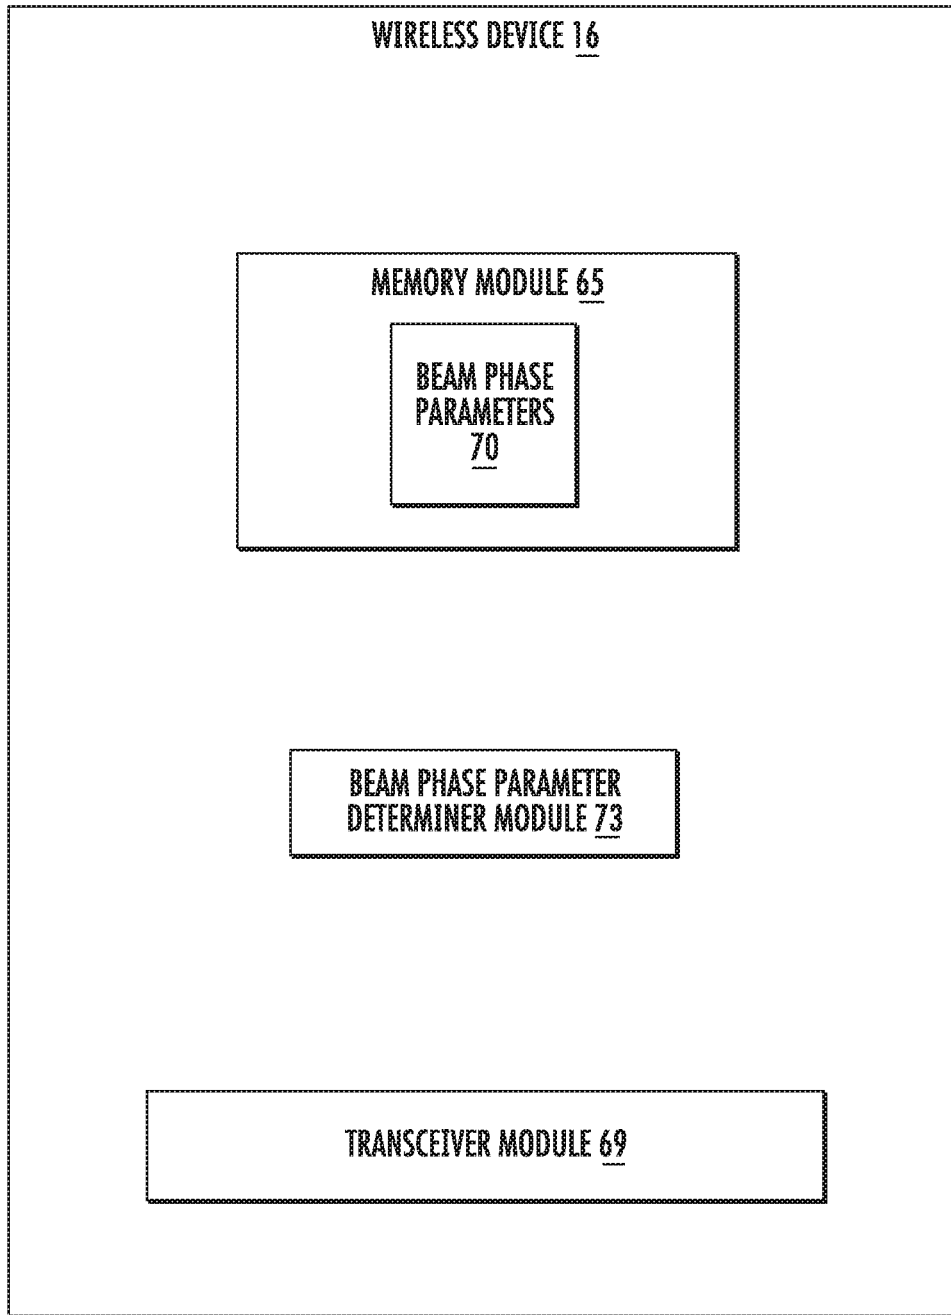 WIRELESS DEVICE 16
MEMORY MODULE 65
BEAM PHASE
PARAMETERS
70
BEAM PHASE PARAMETER
DETERMINER MODULE 73
TRANSCEIVER MODULE 69